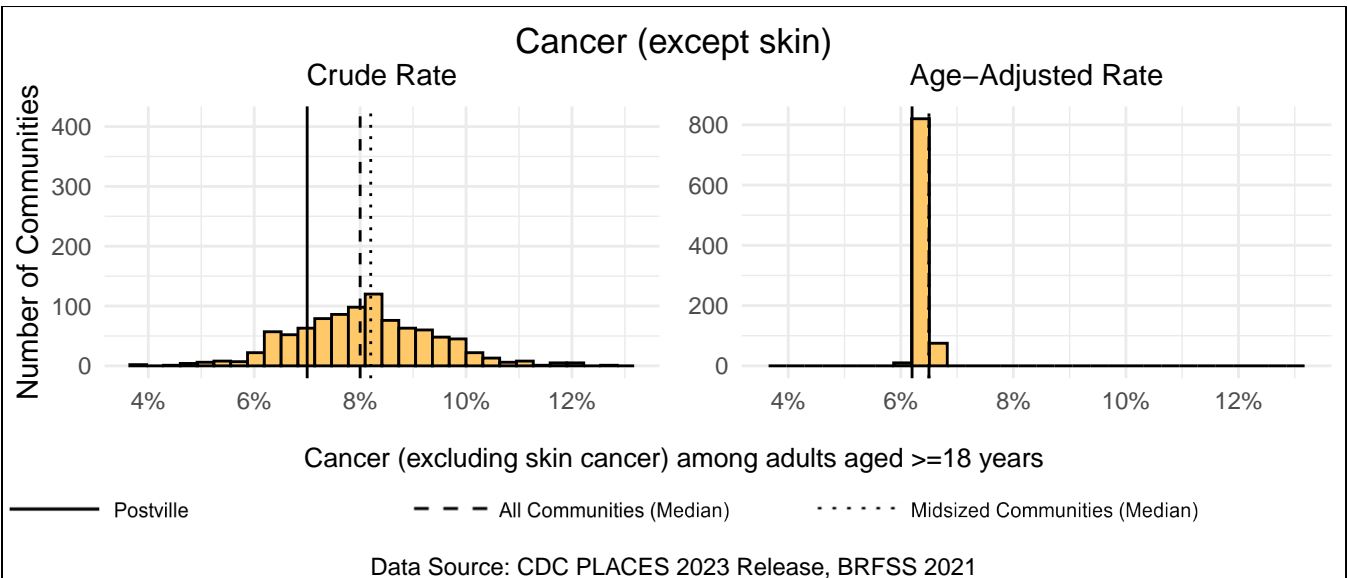 Cancer (except skin)
Crude Rate
Age−Adjusted Rate
Number of Communities
400
300
200
100
0
4%
6%
8%
10%
12%
800
600
400
200
0
4%
6%
8%
10%
12%
Cancer (excluding skin cancer) among adults aged >=18 years
Postville
All Communities (Median)
Midsized Communities (Median)
Data Source: CDC PLACES 2023 Release, BRFSS 2021